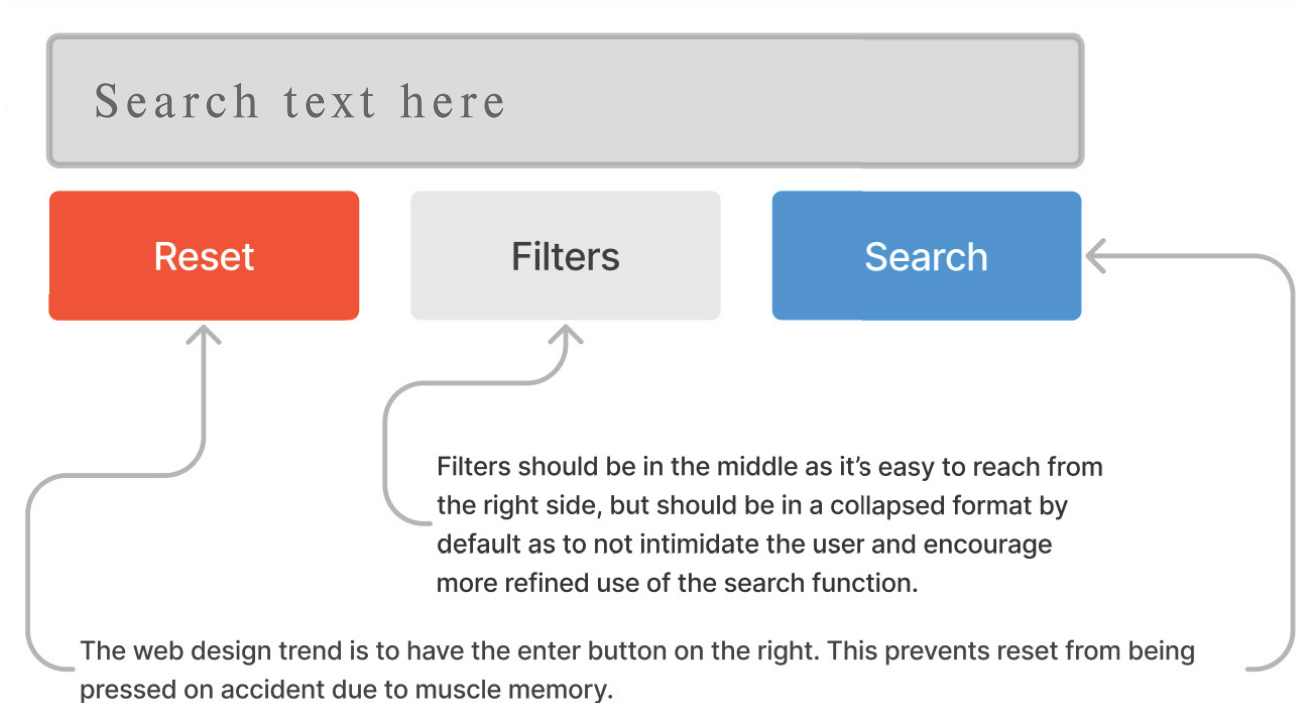 Search text here
Reset
Filters
Search
Filters should be in the middle as it’s easy to reach from
the right side, but should be in a collapsed format by
default as to not intimidate the user and encourage
more refined use of the search function.
The web design trend is to have the enter button on the right. This prevents reset from being
pressed on accident due to muscle memory.